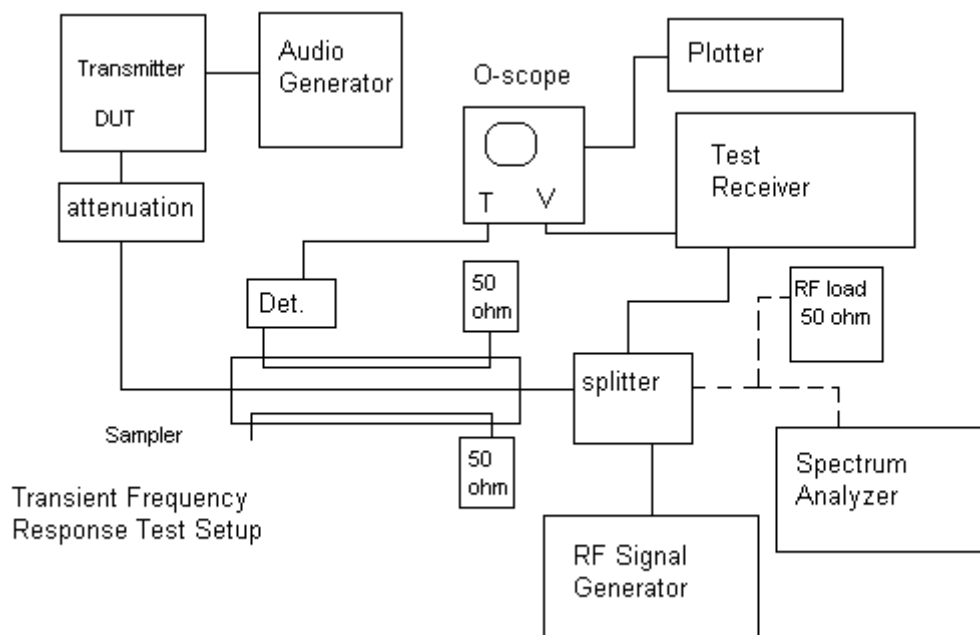 Transmitter
DUT
Audio
Generator
O-scope
Plotter
T V
Test
Receiver
attenuation
Det.
50
ohm
RF load
50 ohm
splitter
Sampler
50
ohm
Spectrum
Analyzer
Transient Frequency
Response Test Setup
RF Signal
Generator